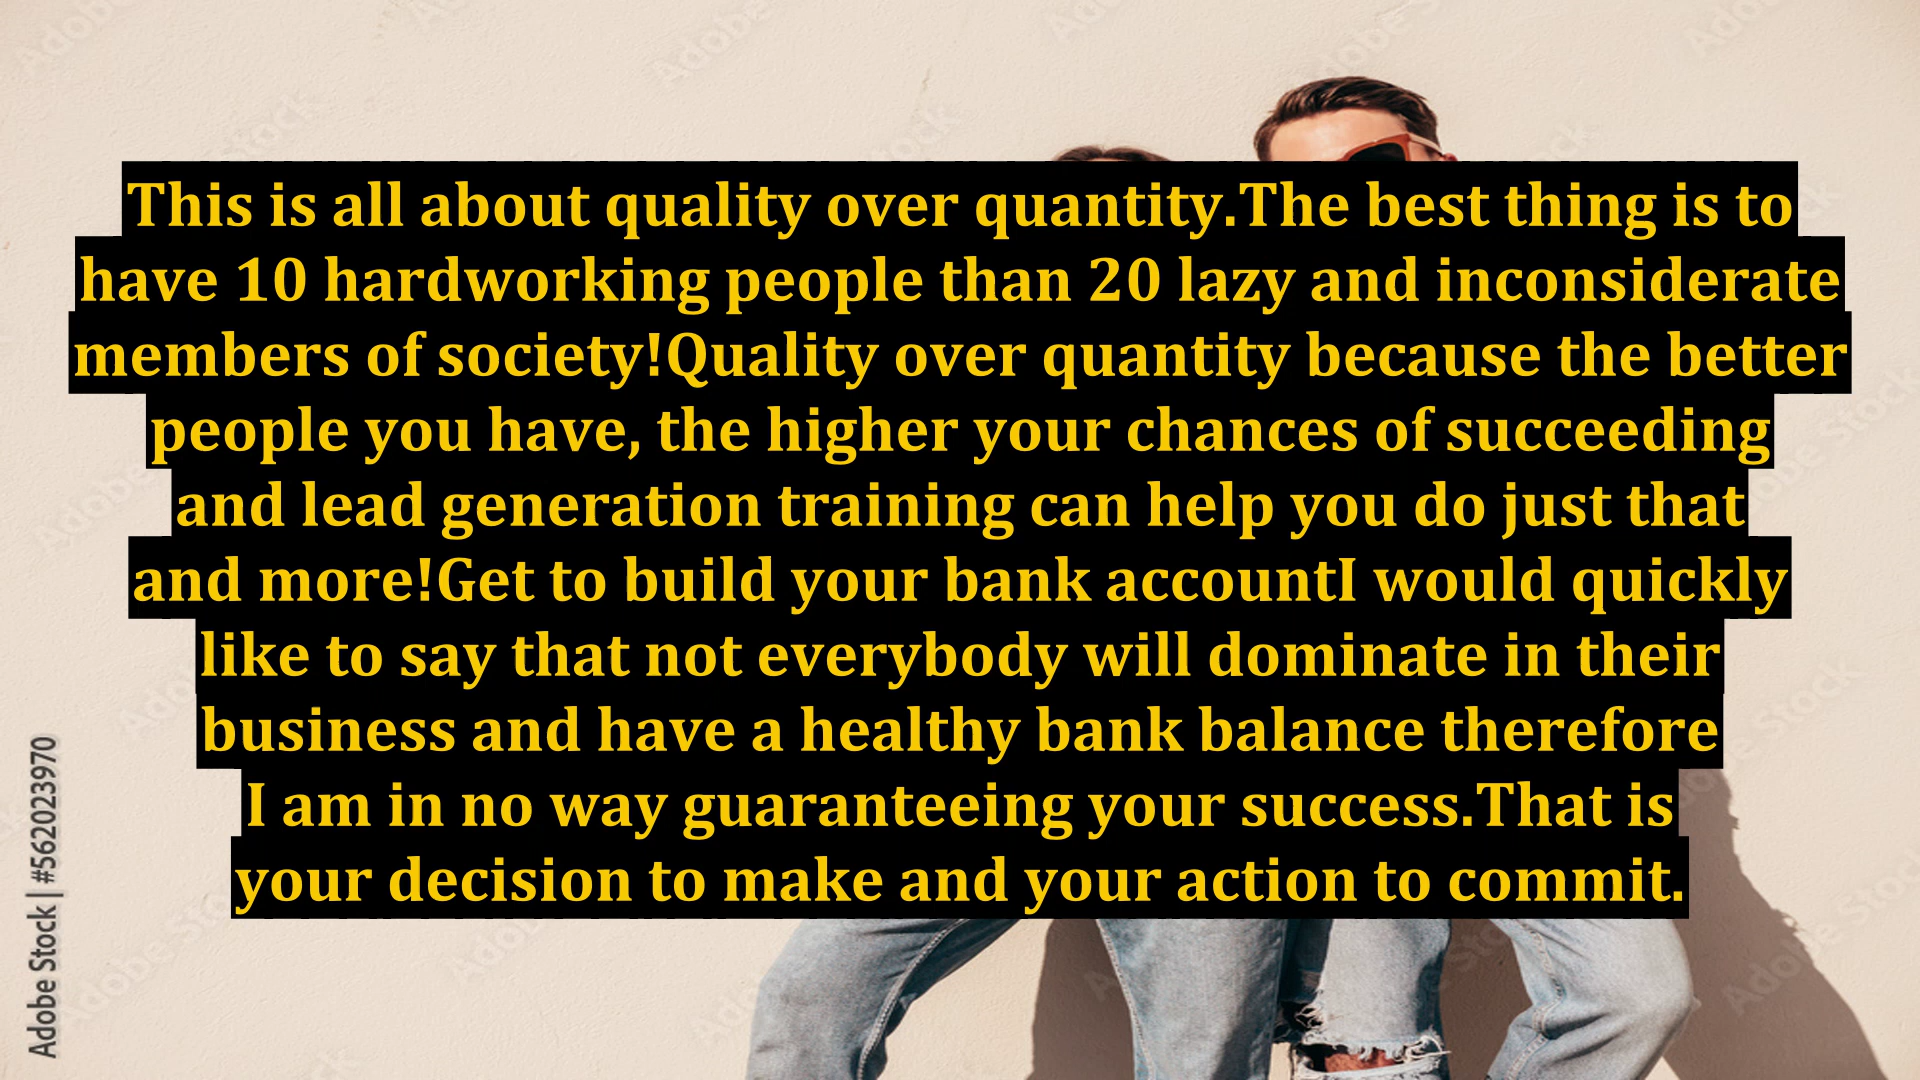 This is all about quality over quantity.The best thing is to
have 10 hardworking people than 20 lazy and inconsiderate
members of society!Quality over quantity because the better
people you have, the higher your chances of succeeding
and lead generation training can help you do just that
and more!Get to build your bank accountI would quickly
like to say that not everybody will dominate in their
business and have a healthy bank balance therefore
I am in no way guaranteeing your success.That is
your decision to make and your action to commit.
Adobe Stock | #562023970